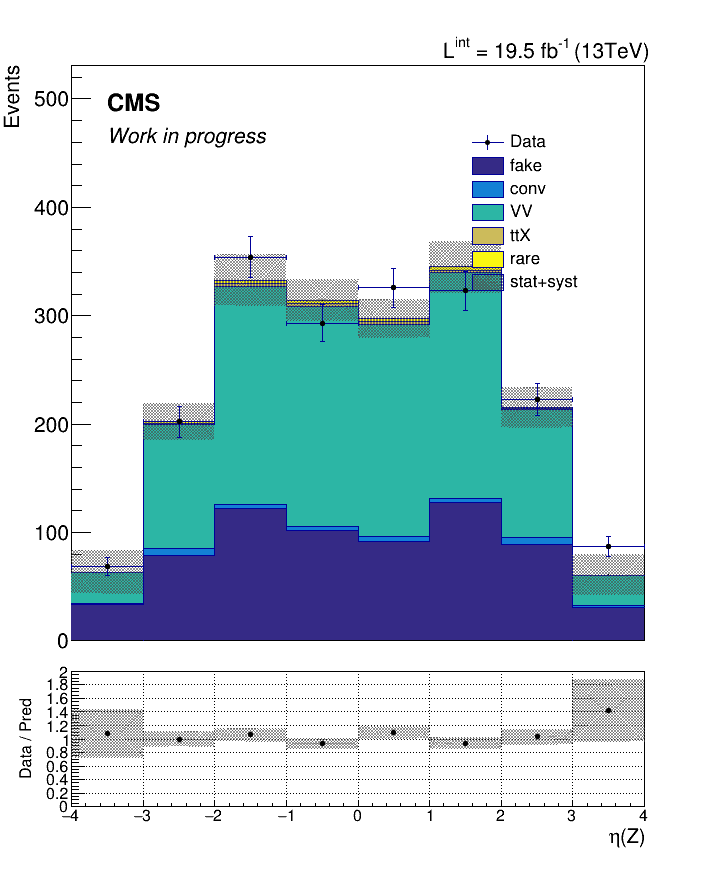 L^int = 19.5 fb^-1 (13TeV)
Events
CMS
Work in progress
Data
fake
conv
VV
ttX
rare
stat+syst
500
400
300
200
100
0
Data / Pred
2
1.8
1.6
1.4
1.2
1
0.8
0.6
0.4
0.2
0
−4 −3 −2 −1 0 1 2 3 4
η(Z)